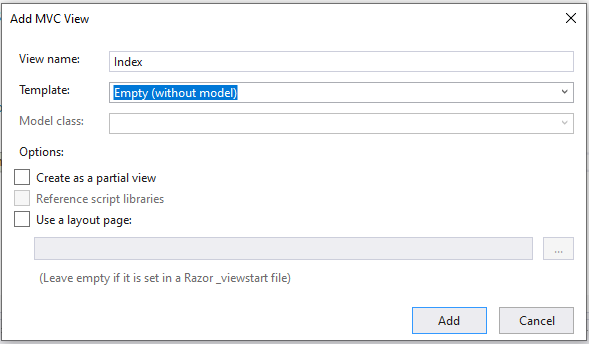 Add MVC View
View name: Index
Template: Empty (without model)
Model class:
Options:
Create as a partial view
Reference script libraries
Use a layout page:
...
(Leave empty if it is set in a Razor _viewstart file)
Add Cancel